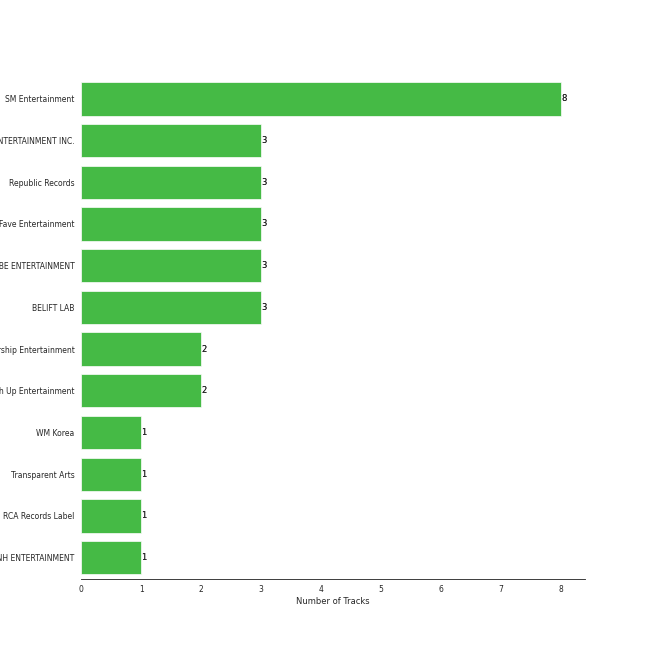 SM Entertainment
8
NTERTAINMENT INC.
3
Republic Records
3
Fave Entertainment
3
BE ENTERTAINMENT
3
BELIFT LAB
3
rship Entertainment
2
h Up Entertainment
2
WM Korea
1
Transparent Arts
1
RCA Records Label
1
NH ENTERTAINMENT
1
0 1 2 3 4 5 6 7 8
Number of Tracks